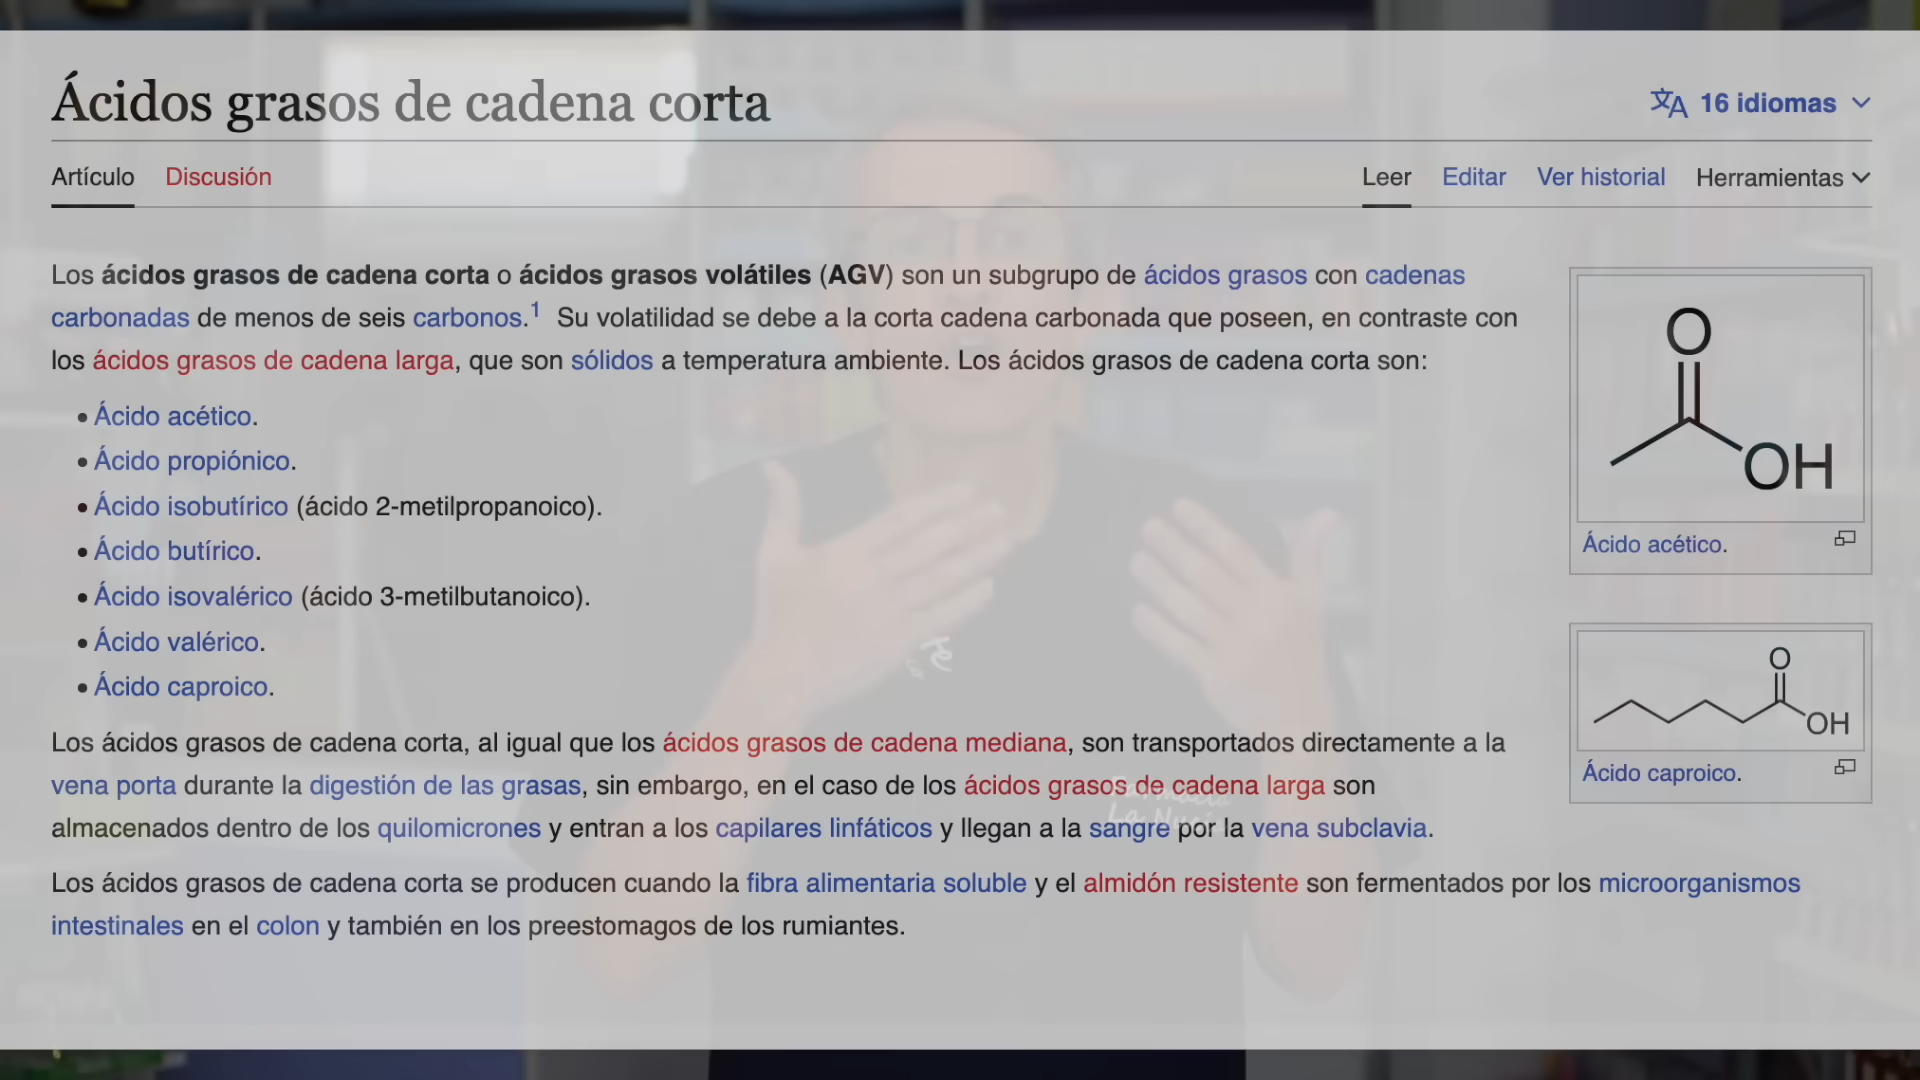 Ácidos grasos de cadena corta
16 idiomas
Artículo Discusión
Leer Editar Ver historial Herramientas
Los ácidos grasos de cadena corta o ácidos grasos volátiles (AGV) son un subgrupo de ácidos grasos con cadenas
carbonadas de menos de seis carbonos.1 Su volatilidad se debe a la corta cadena carbonada que poseen, en contraste con
los ácidos grasos de cadena larga, que son sólidos a temperatura ambiente. Los ácidos grasos de cadena corta son:
• Ácido acético.
• Ácido propiónico.
• Ácido isobutírico (ácido 2-metilpropanoico).
• Ácido butírico.
• Ácido isovalérico (ácido 3-metilbutanoico).
• Ácido valérico.
• Ácido caproico.
O
OH
Ácido acético.
O
OH
Ácido caproico.
Los ácidos grasos de cadena corta, al igual que los ácidos grasos de cadena mediana, son transportados directamente a la
vena porta durante la digestión de las grasas, sin embargo, en el caso de los ácidos grasos de cadena larga son
almacenados dentro de los quilomicrones y entran a los capilares linfáticos y llegan a la sangre por la vena subclavia.
Los ácidos grasos de cadena corta se producen cuando la fibra alimentaria soluble y el almidón resistente son fermentados por los microorganismos
intestinales en el colon y también en los preestomagos de los rumiantes.